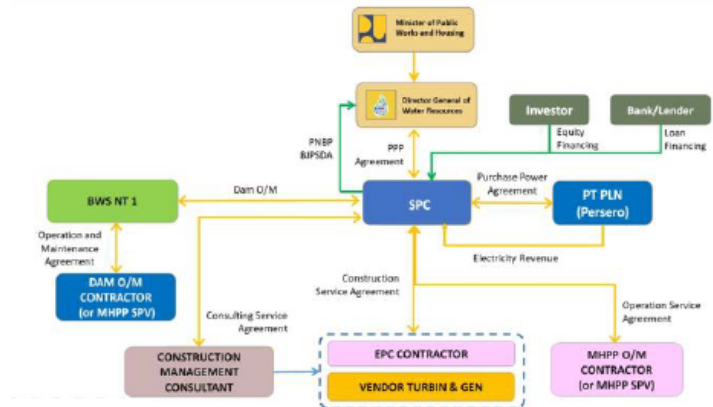 Minister of Public
Works and Housing
Director General of
Water Resources
Investor
Bank/Lender
PNBP
BJPSDA
PPP
Agreement
Equity
Financing
Loan
Financing
BWS NT 1
Dam O/M
SPC
Purchase Power
Agreement
PT PLN
(Persero)
Operation and
Maintenance
Agreement
Electricity Revenue
DAM O/M
CONTRACTOR
(or MHPP SPV)
Construction
Service Agreement
Consulting Service
Agreement
Operation Service
Agreement
CONSTRUCTION
MANAGEMENT
CONSULTANT
EPC CONTRACTOR
VENDOR TURBIN & GEN
MHPP O/M
CONTRACTOR
(or MHPP SPV)